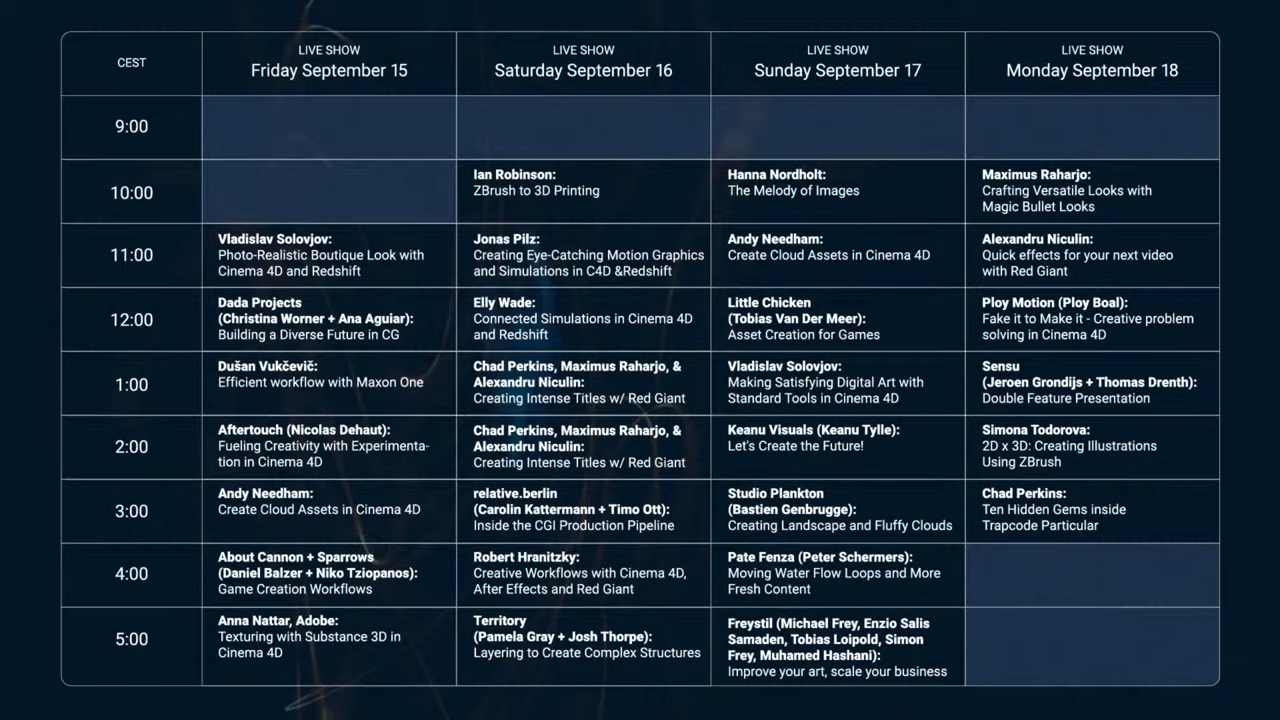 CEST
LIVE SHOW
Friday September 15
LIVE SHOW
Saturday September 16
LIVE SHOW
Sunday September 17
LIVE SHOW
Monday September 18
9:00
10:00
Ian Robinson:
ZBrush to 3D Printing
Hanna Nordholt:
The Melody of Images
Maximus Raharjo:
Crafting Versatile Looks with
Magic Bullet Looks
11:00
Vladislav Solovjov:
Photo-Realistic Boutique Look with
Cinema 4D and Redshift
Jonas Pilz:
Creating Eye-Catching Motion Graphics
and Simulations in C4D &Redshift
Andy Needham:
Create Cloud Assets in Cinema 4D
Alexandru Niculin:
Quick effects for your next video
with Red Giant
12:00
Dada Projects
(Christina Worner + Ana Aguiar):
Building a Diverse Future in CG
Elly Wade:
Connected Simulations in Cinema 4D
and Redshift
Little Chicken
(Tobias Van Der Meer):
Asset Creation for Games
Ploy Motion (Ploy Boal):
Fake it to Make it - Creative problem
solving in Cinema 4D
1:00
Dušan Vukčevič:
Efficient workflow with Maxon One
Chad Perkins, Maximus Raharjo, &
Alexandru Niculin:
Creating Intense Titles w/ Red Giant
Vladislav Solovjov:
Making Satisfying Digital Art with
Standard Tools in Cinema 4D
Sensu
(Jeroen Grondijs + Thomas Drenth):
Double Feature Presentation
2:00
Aftertouch (Nicolas Dehaut):
Fueling Creativity with Experimenta-
tion in Cinema 4D
Chad Perkins, Maximus Raharjo, &
Alexandru Niculin:
Creating Intense Titles w/ Red Giant
Keanu Visuals (Keanu Tylle):
Let's Create the Future!
Simona Todorova:
2D x 3D: Creating Illustrations
Using ZBrush
3:00
Andy Needham:
Create Cloud Assets in Cinema 4D
relative.berlin
(Carolin Kattermann + Timo Ott):
Inside the CGI Production Pipeline
Studio Plankton
(Bastien Genbrugge):
Creating Landscape and Fluffy Clouds
Chad Perkins:
Ten Hidden Gems inside
Trapcode Particular
4:00
About Cannon + Sparrows
(Daniel Balzer + Niko Tziopanos):
Game Creation Workflows
Robert Hranitzky:
Creative Workflows with Cinema 4D,
After Effects and Red Giant
Pate Fenza (Peter Schermers):
Moving Water Flow Loops and More
Fresh Content
5:00
Anna Nattar, Adobe:
Texturing with Substance 3D in
Cinema 4D
Territory
(Pamela Gray + Josh Thorpe):
Layering to Create Complex Structures
Freystil (Michael Frey, Enzio Salis
Samaden, Tobias Loipold, Simon
Frey, Muhamed Hashani):
Improve your art, scale your business